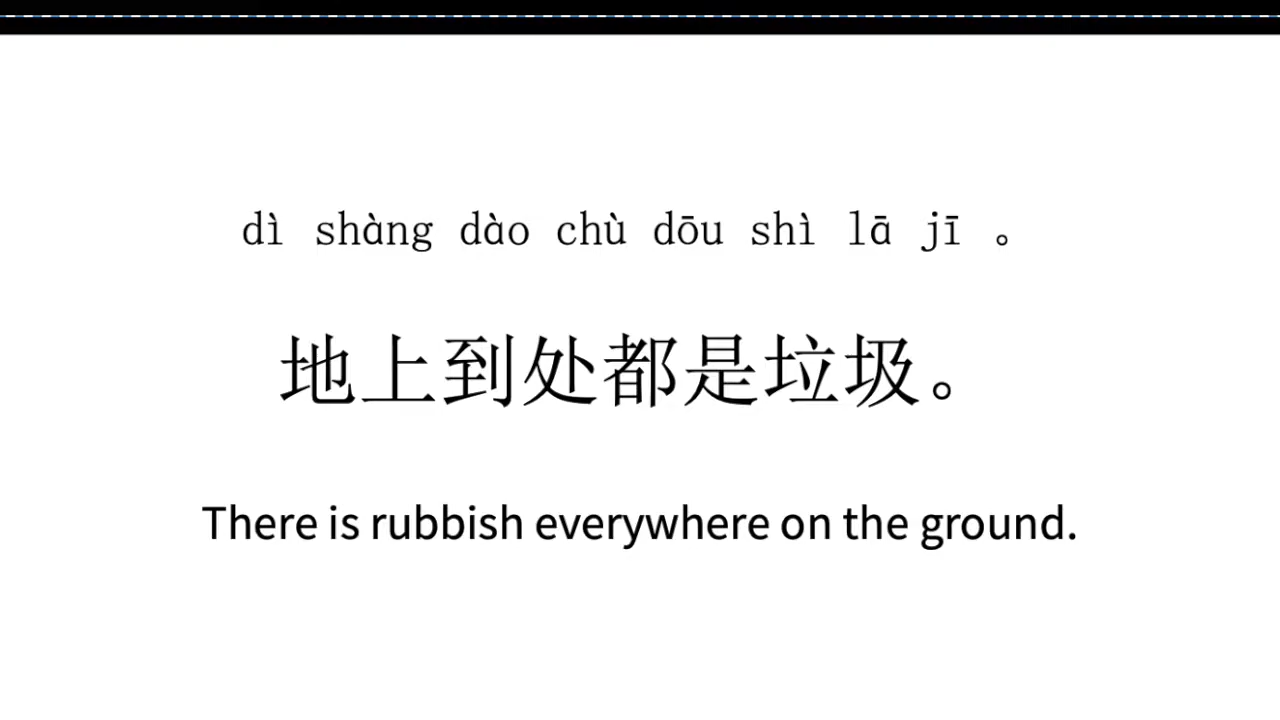 dì shàng dào chù dōu shì lā jī 。
地上到处都是垃圾。
There is rubbish everywhere on the ground.